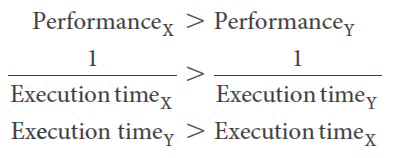 Performance_X > Performance_Y
1 > 1
Execution time_X Execution time_Y
Execution time_Y > Execution time_X